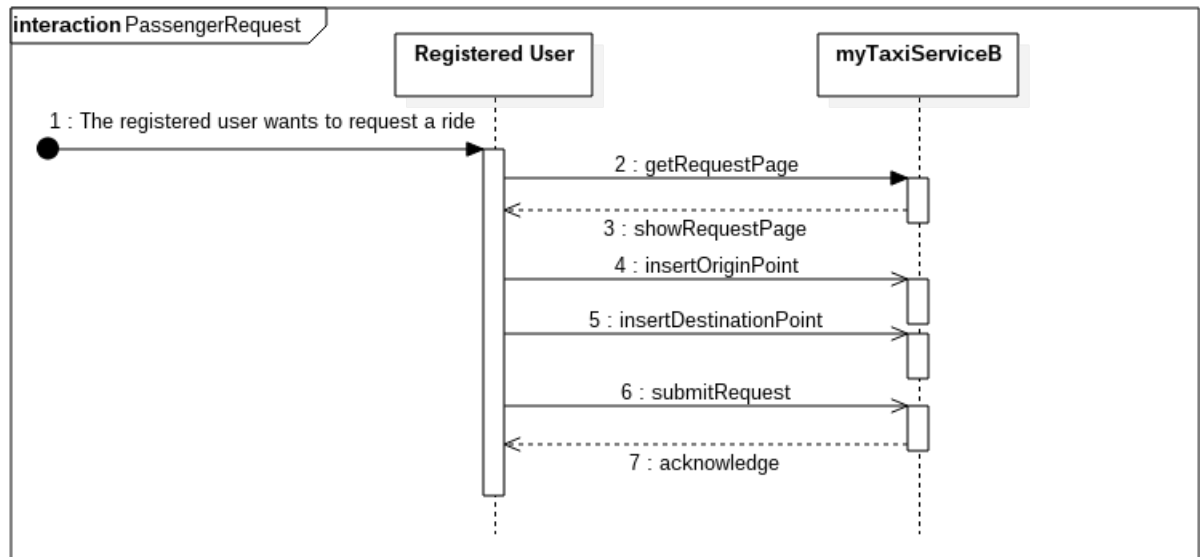 interaction PassengerRequest
Registered User
myTaxiServiceB
1 : The registered user wants to request a ride
2 : getRequestPage
3 : showRequestPage
4 : insertOriginPoint
5 : insertDestinationPoint
6 : submitRequest
7 : acknowledge